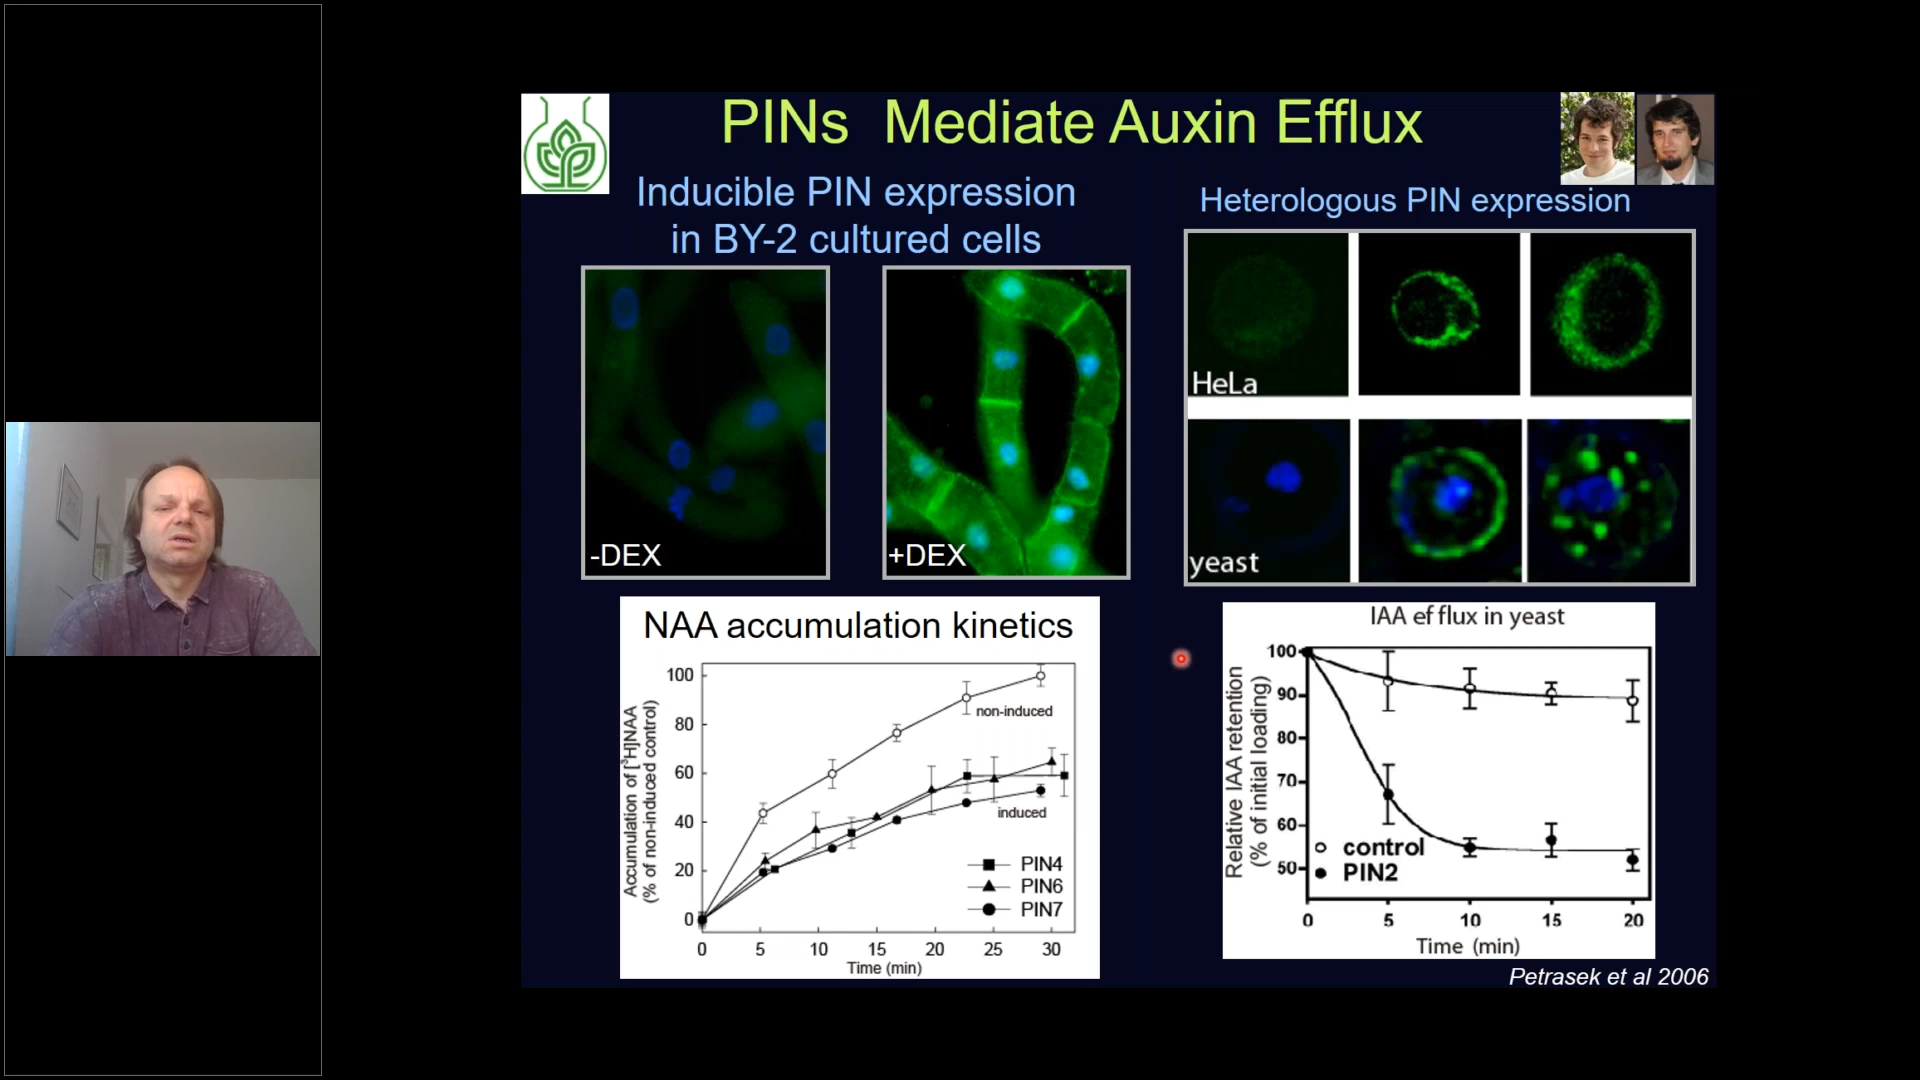 PINs Mediate Auxin Efflux
Inducible PIN expression
in BY-2 cultured cells
-DEX
+DEX
Heterologous PIN expression
HeLa
yeast
NAA accumulation kinetics
Accumulation of [³H]NAA
(% of non-induced control)
100
80
60
40
20
0
non-induced
induced
PIN4
PIN6
PIN7
0 5 10 15 20 25 30
Time (min)
IAA ef flux in yeast
Relative IAA retention
(% of initial loading)
100
90
80
70
60
50
control
PIN2
0 5 10 15 20
Time (min)
Petrasek et al 2006